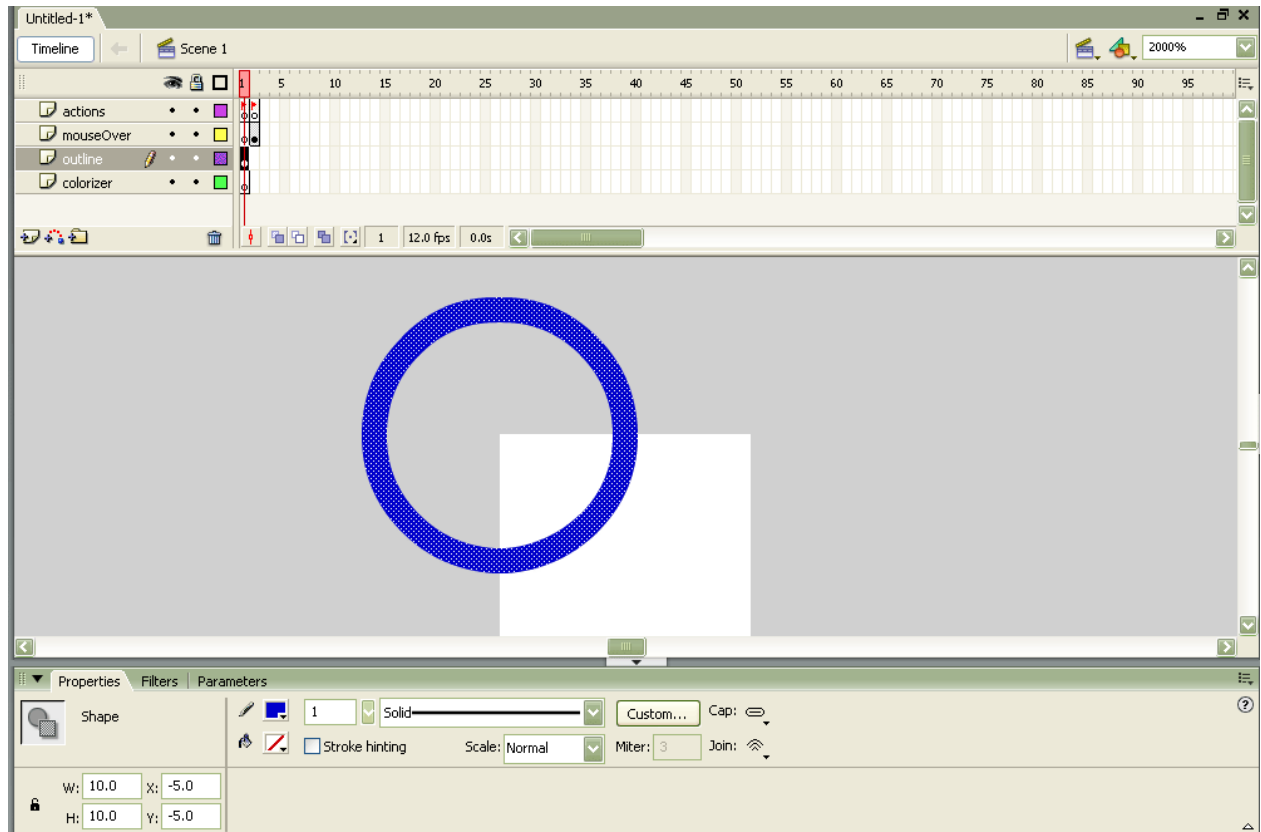 Untitled-1*
Timeline Scene 1 2000%
1 5 10 15 20 25 30 35 40 45 50 55 60 65 70 75 80 85 90 95
actions
mouseOver
outline
colorizer
1 12.0 fps 0.0s
Properties Filters Parameters
Shape 1 Solid Custom... Cap:
Stroke hinting Scale: Normal Miter: 3 Join:
W: 10.0 X: -5.0
H: 10.0 Y: -5.0